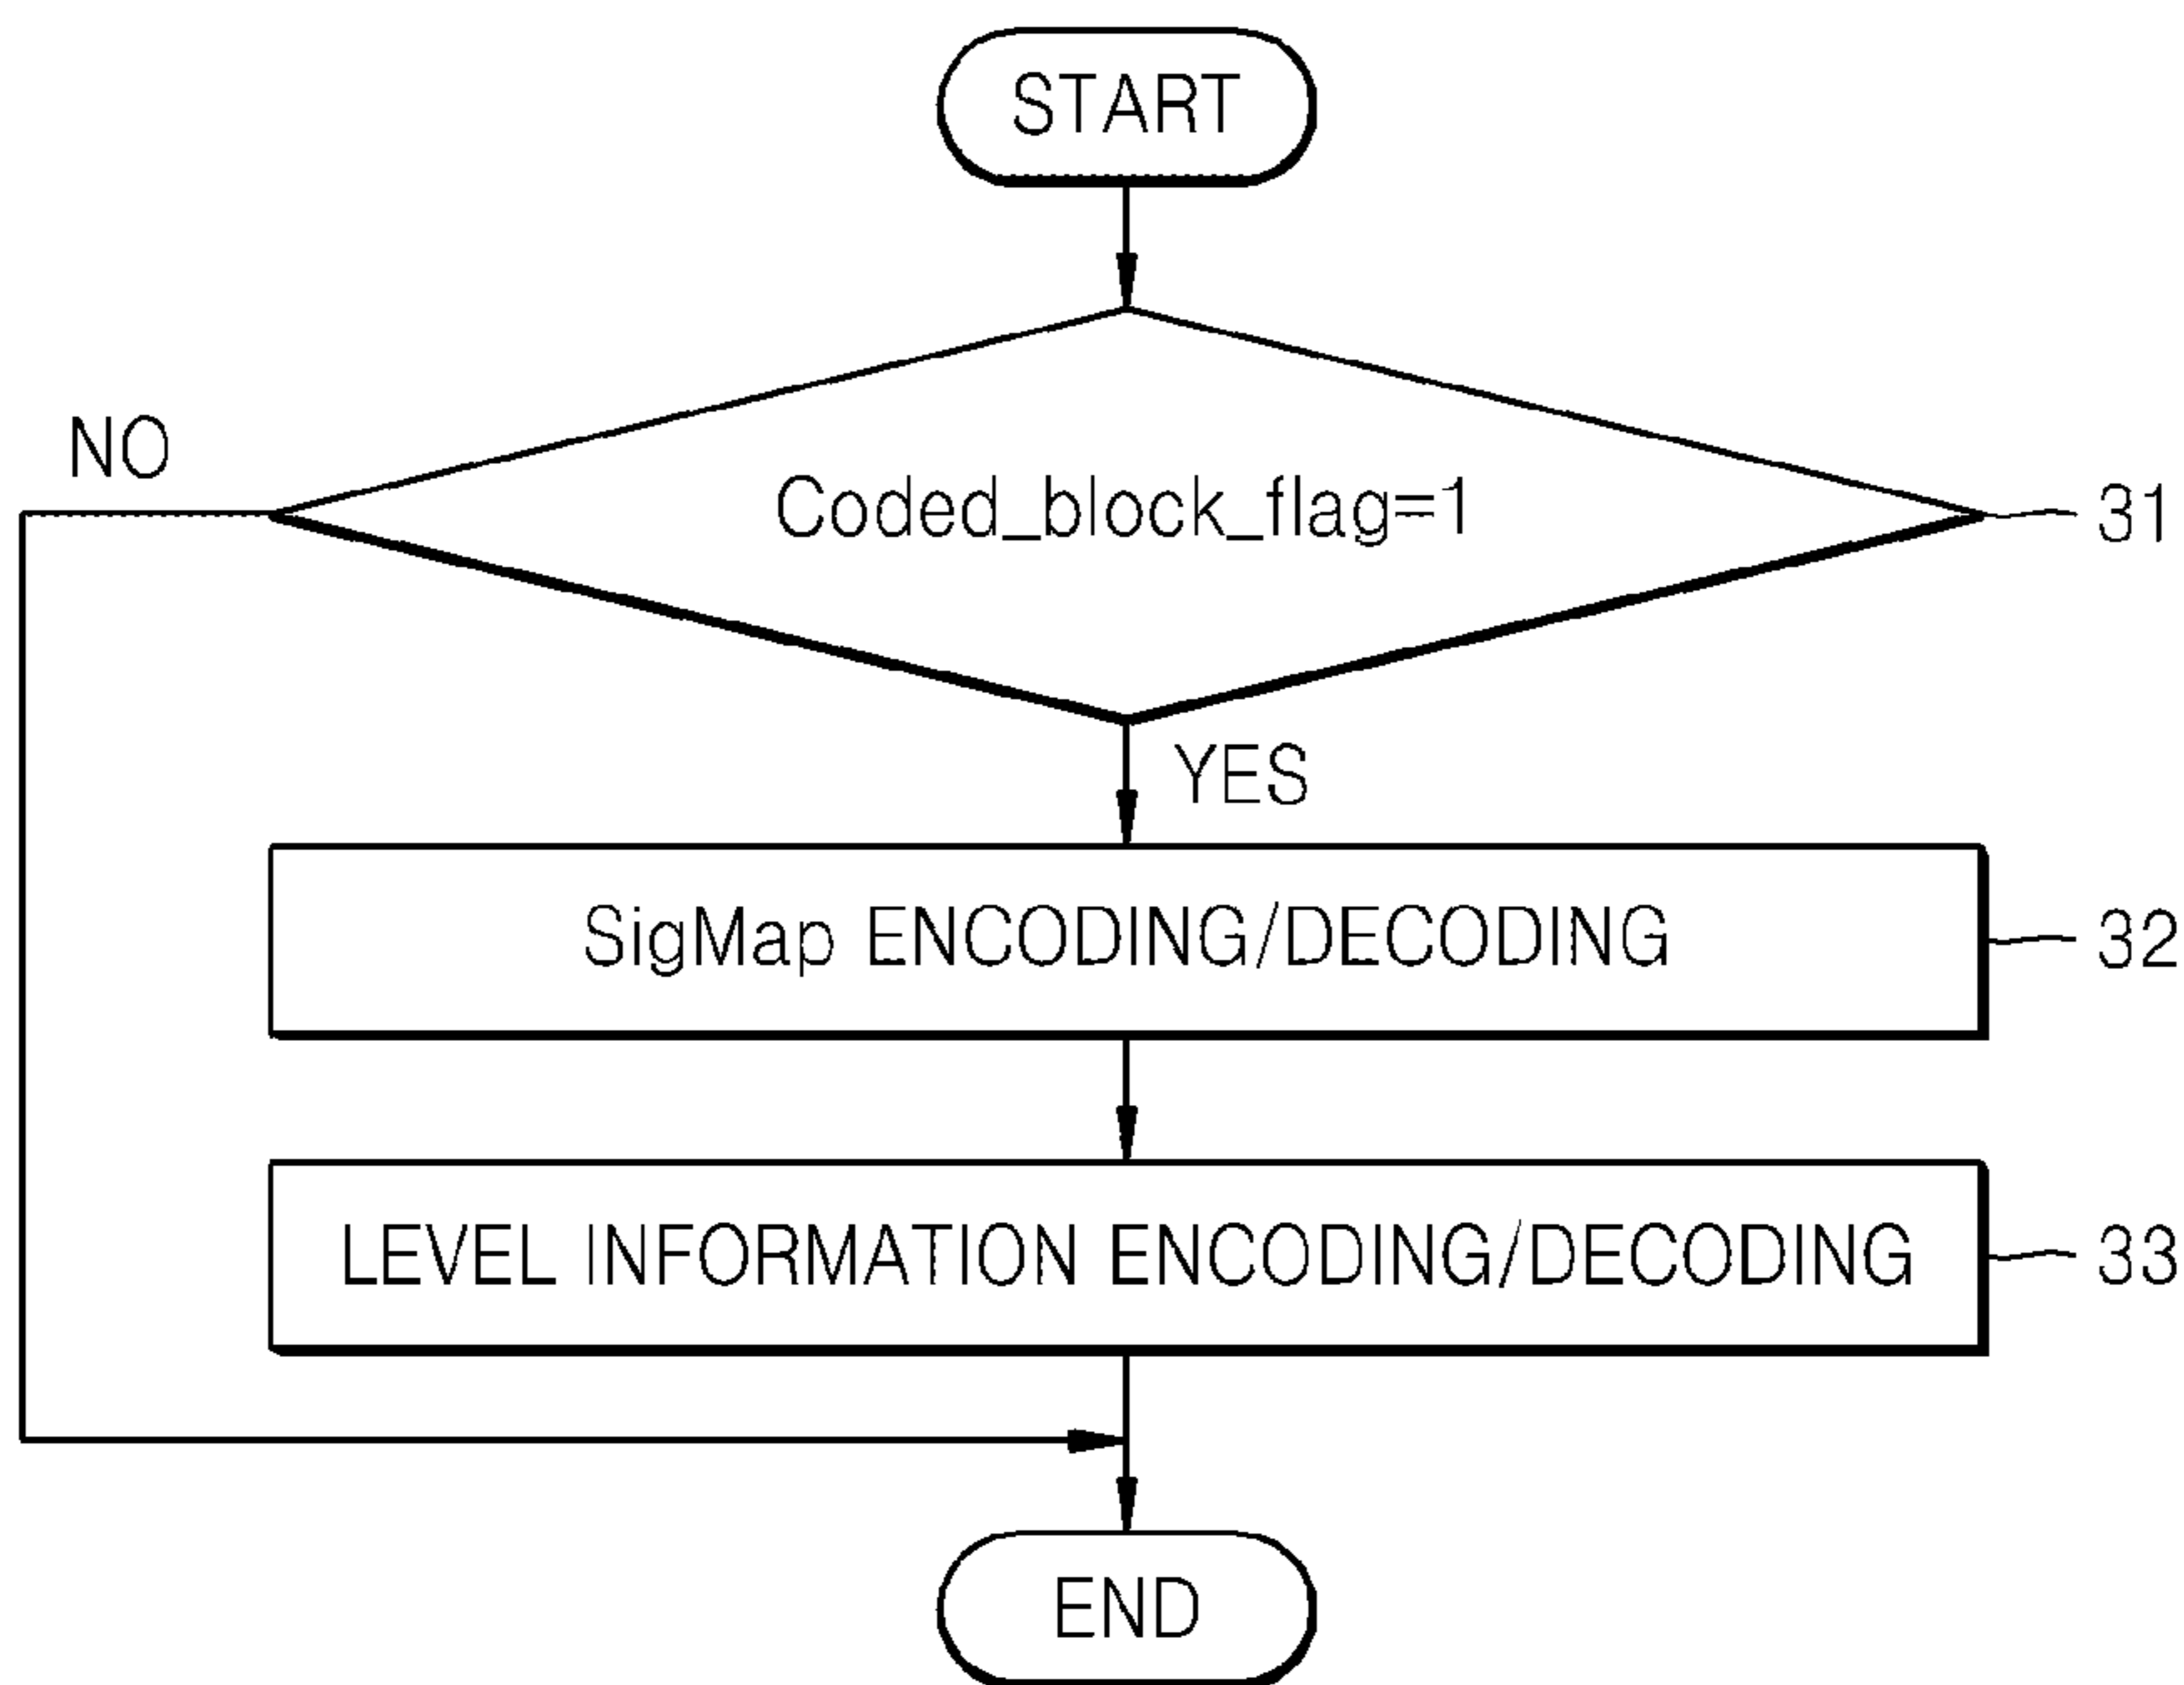 START
NO
Coded_block_flag=1
31
YES
SigMap ENCODING/DECODING
32
LEVEL INFORMATION ENCODING/DECODING
33
END